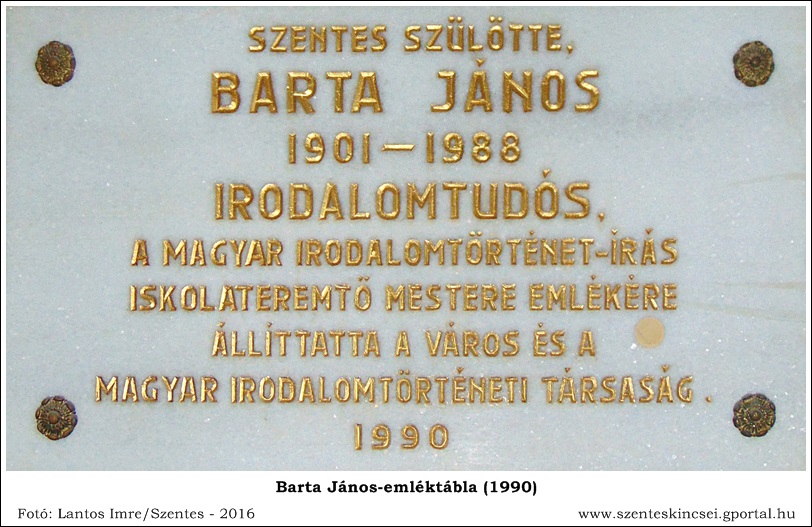 SZENTES SZÜLÖTTE,
BARTA JÁNOS
1901-1988
IRODALOMTUDÓS,
A MAGYAR IRODALOMTÖRTÉNET-ÍRÁS
ISKOLATEREMTŐ MESTERE EMLÉKÉRE
ÁLLÍTTATTA A VÁROS ÉS A
MAGYAR IRODALOMTÖRTÉNETI TÁRSASÁG.
1990
Barta János-emléktábla (1990)
Fotó: Lantos Imre/Szentes - 2016
www.szenteskincsei.gportal.hu